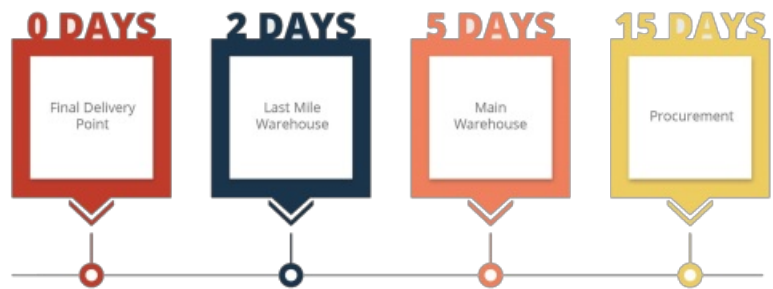 0 DAYS
Final Delivery
Point
2 DAYS
Last Mile
Warehouse
5 DAYS
Main
Warehouse
15 DAYS
Procurement